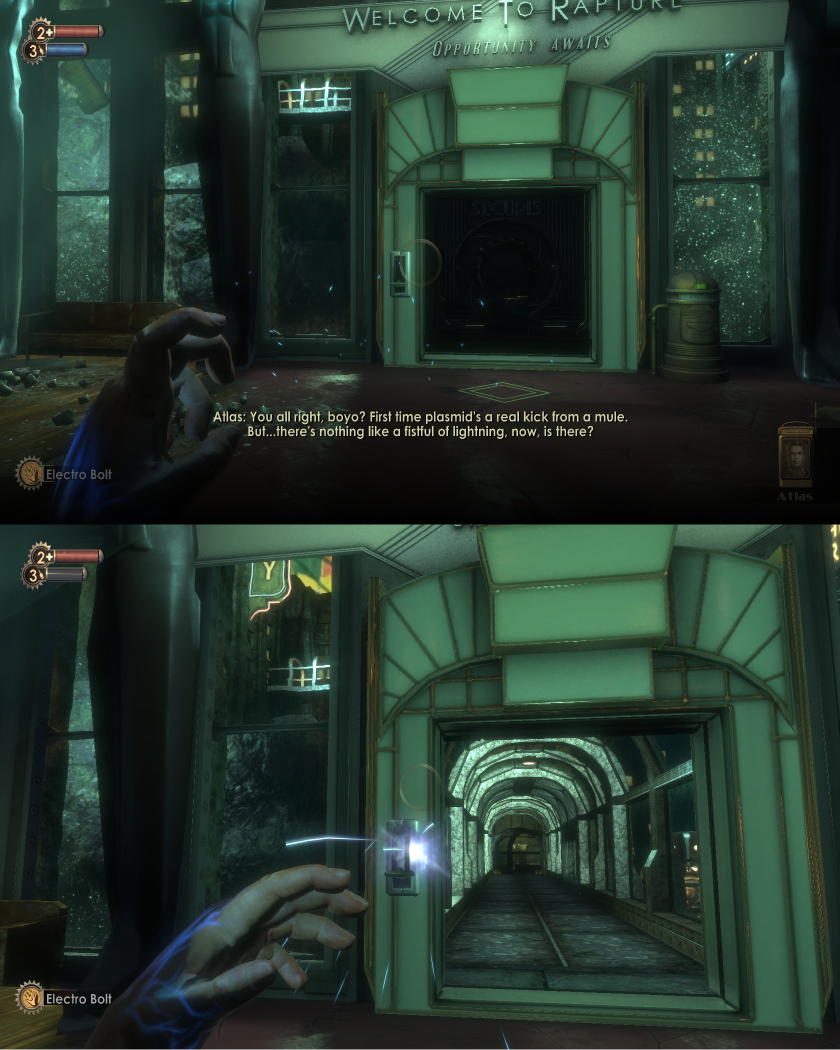 WELCOME TO RAPTURE
OPPORTUNITY AWAITS
2+
3
SECURIS
Atlas: You all right, boyo? First time plasmid's a real kick from a mule.
But...there's nothing like a fistful of lightning, now, is there?
Electro Bolt
Atlas
2+
3
Y
Electro Bolt